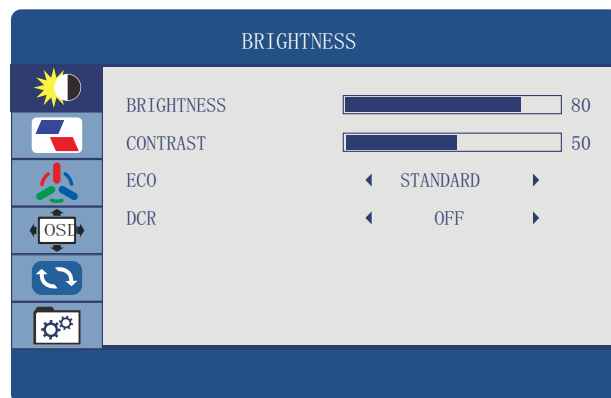 BRIGHTNESS
BRIGHTNESS 80
CONTRAST 50
ECO STANDARD
DCR OFF
OSD